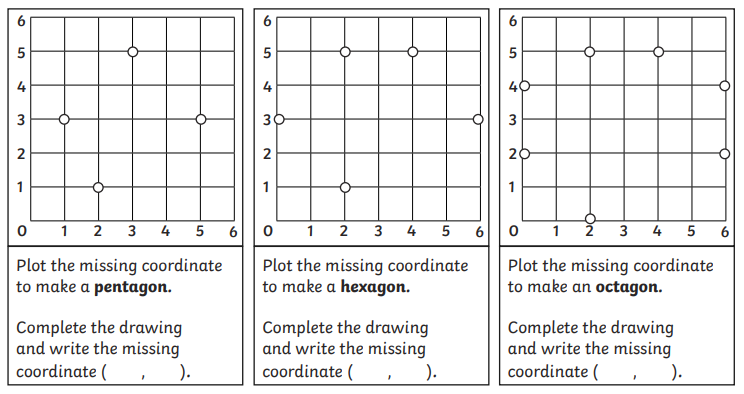 6
5
4
3
2
1
0 1 2 3 4 5 6
Plot the missing coordinate
to make a pentagon.
Complete the drawing
and write the missing
coordinate ( , ).
6
5
4
3
2
1
0 1 2 3 4 5 6
Plot the missing coordinate
to make a hexagon.
Complete the drawing
and write the missing
coordinate ( , ).
6
5
4
3
2
1
0 1 2 3 4 5 6
Plot the missing coordinate
to make an octagon.
Complete the drawing
and write the missing
coordinate ( , ).